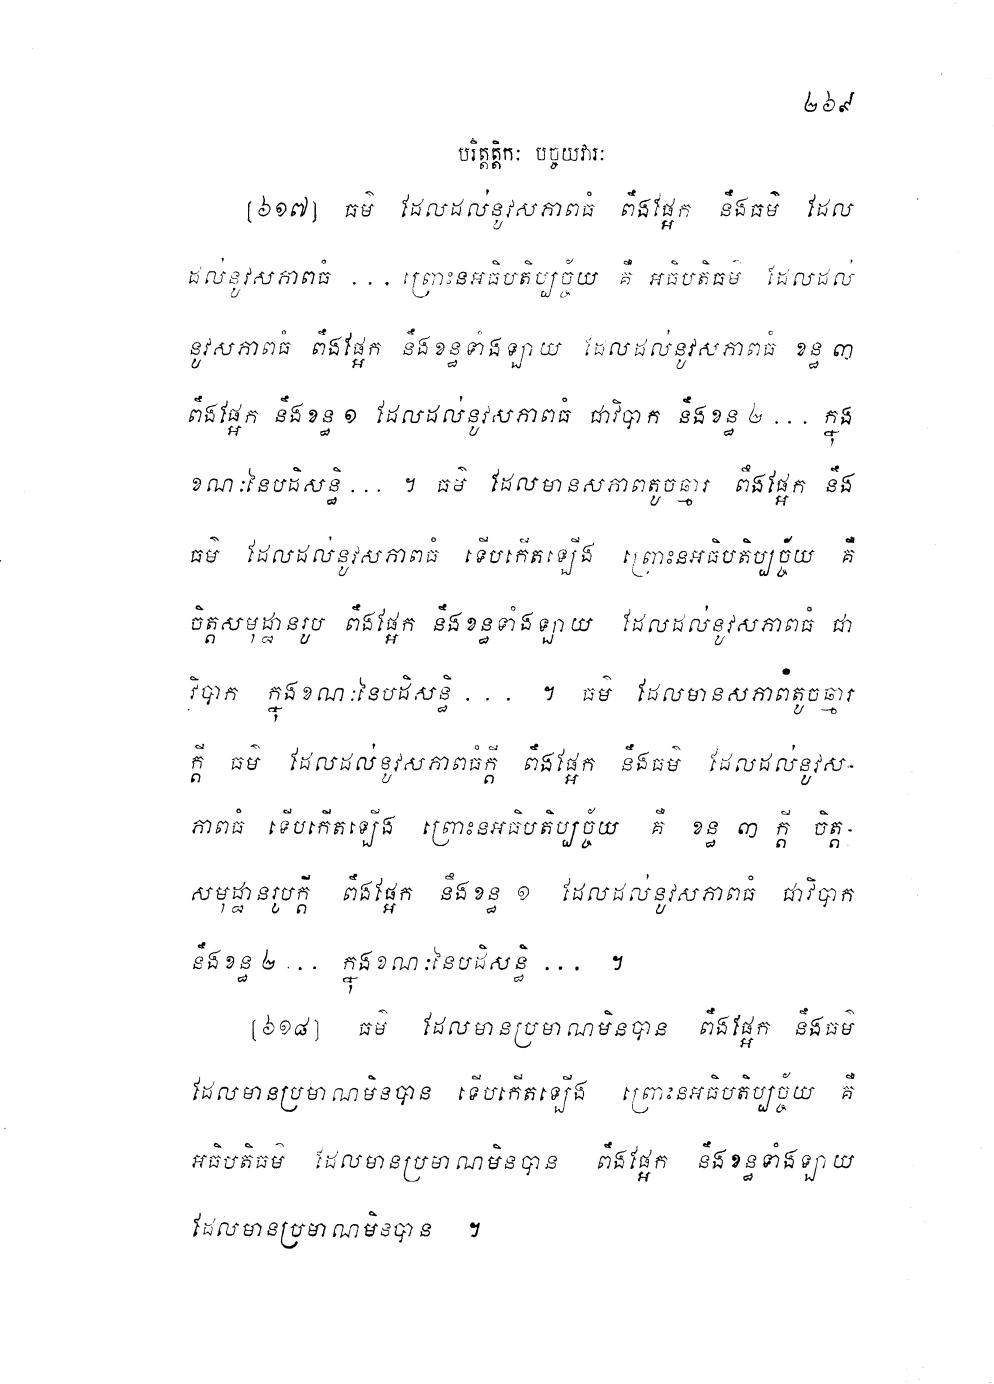 ២៦៩
បរិត្តត្តិកៈ បច្ចយវារៈ
[៦១៧] ធម៌ ដែលដល់នូវសភាពធំ ពឹងផ្អែក នឹងធម៌ ដែល
ដល់នូវសភាពធំ ... ព្រោះនអធិបតិប្បច្ច័យ គឺ អធិបតិធម៌ ដែលដល់
នូវសភាពធំ ពឹងផ្អែក នឹងខន្ធទាំងឡាយ ដែលដល់នូវសភាពធំ ខន្ធ ៣
ពឹងផ្អែក នឹងខន្ធ ១ ដែលដល់នូវសភាពធំ ជាវិបាក នឹងខន្ធ ២ ... ក្នុង
ខណៈនៃបដិសន្ធិ ... ។ ធម៌ ដែលមានសភាពតូចឆ្មារ ពឹងផ្អែក នឹង
ធម៌ ដែលដល់នូវសភាពធំ ទើបកើតឡើង ព្រោះនអធិបតិប្បច្ច័យ គឺ
ចិត្តសមុដ្ឋានរូប ពឹងផ្អែក នឹងខន្ធទាំងឡាយ ដែលដល់នូវសភាពធំ ជា
វិបាក ក្នុងខណៈនៃបដិសន្ធិ ... ។ ធម៌ ដែលមានសភាពតូចឆ្មារ
ក្តី ធម៌ ដែលដល់នូវសភាពធំក្តី ពឹងផ្អែក នឹងធម៌ ដែលដល់នូវស-
ភាពធំ ទើបកើតឡើង ព្រោះនអធិបតិប្បច្ច័យ គឺ ខន្ធ ៣ ក្តី ចិត្ត-
សមុដ្ឋានរូបក្តី ពឹងផ្អែក នឹងខន្ធ ១ ដែលដល់នូវសភាពធំ ជាវិបាក
នឹងខន្ធ ២ ... ក្នុងខណៈនៃបដិសន្ធិ ... ។
[៦១៨] ធម៌ ដែលមានប្រមាណមិនបាន ពឹងផ្អែក នឹងធម៌
ដែលមានប្រមាណមិនបាន ទើបកើតឡើង ព្រោះនអធិបតិប្បច្ច័យ គឺ
អធិបតិធម៌ ដែលមានប្រមាណមិនបាន ពឹងផ្អែក នឹងខន្ធទាំងឡាយ
ដែលមានប្រមាណមិនបាន ។